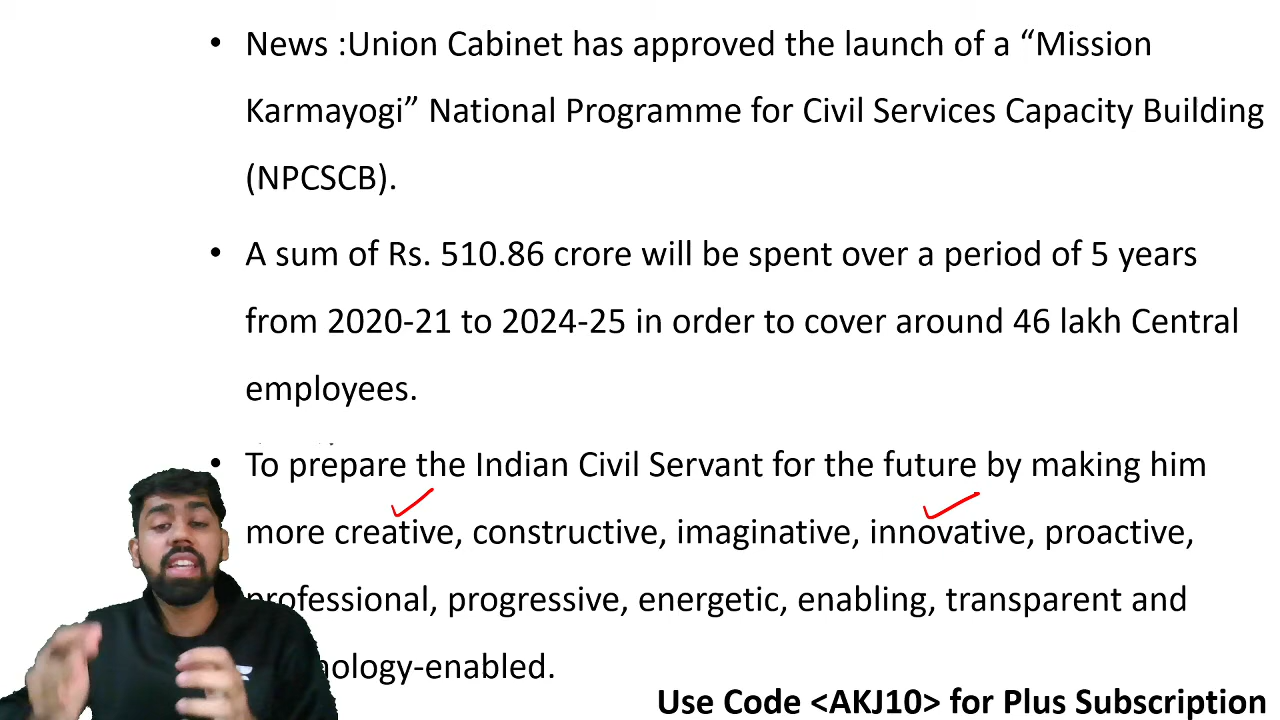 • News :Union Cabinet has approved the launch of a “Mission
Karmayogi” National Programme for Civil Services Capacity Building
(NPCSCB).
• A sum of Rs. 510.86 crore will be spent over a period of 5 years
from 2020-21 to 2024-25 in order to cover around 46 lakh Central
employees.
• To prepare the Indian Civil Servant for the future by making him
more creative, constructive, imaginative, innovative, proactive,
professional, progressive, energetic, enabling, transparent and
nology-enabled.
Use Code <AKJ10> for Plus Subscription